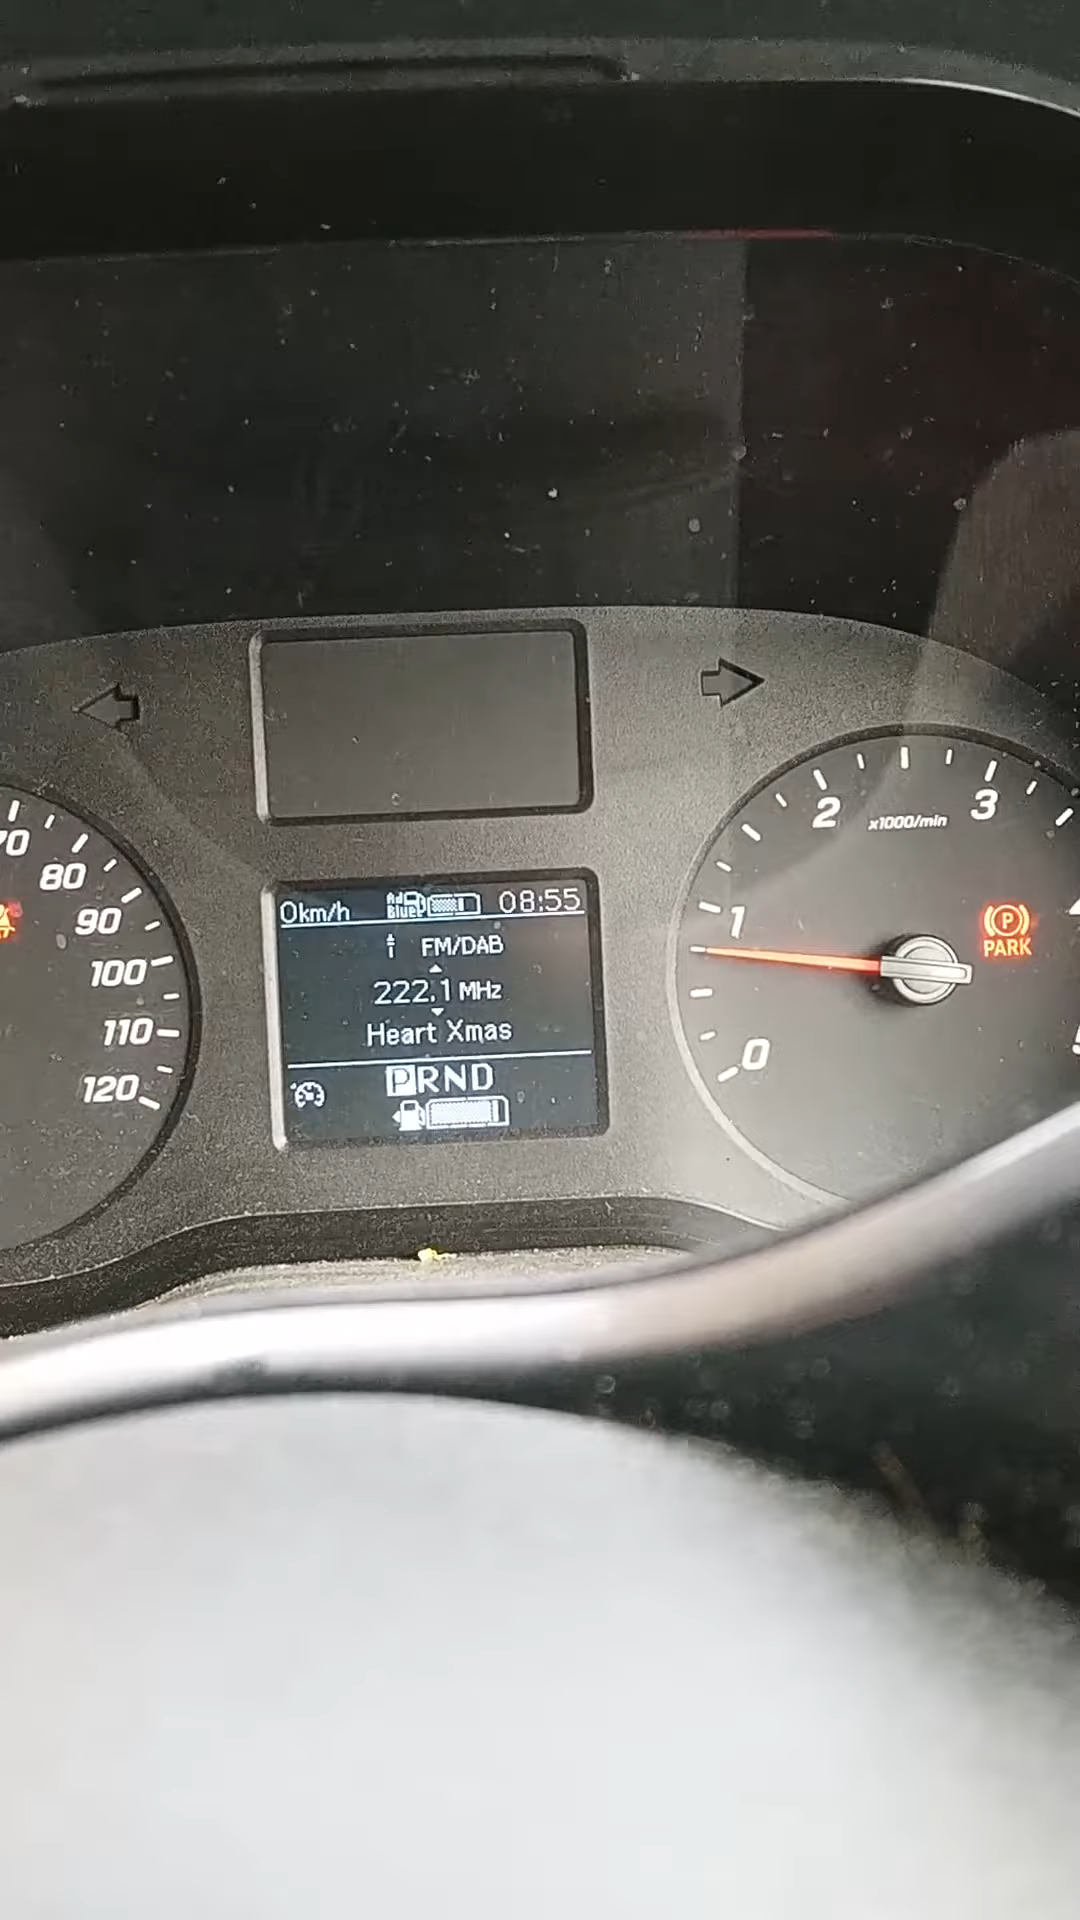 70
80
90
100
110
120
0km/h
AdBlue
08:55
FM/DAB
222.1 MHz
Heart Xmas
PRND
0
1
2
3
x1000/min
PARK
P